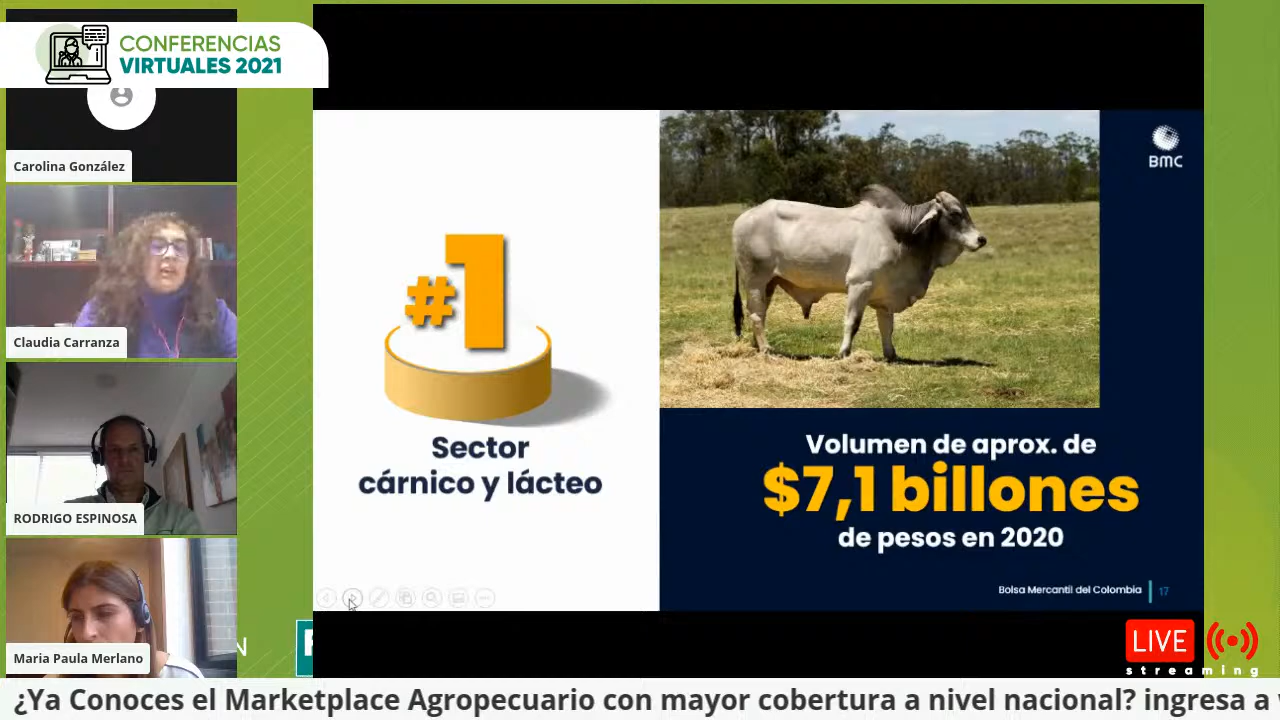 CONFERENCIAS
VIRTUALES 2021
Carolina González
Claudia Carranza
RODRIGO ESPINOSA
Maria Paula Merlano
#1
Sector
cárnico y lácteo
BMC
Volumen de aprox. de
$7,1 billones
de pesos en 2020
Bolsa Mercantil del Colombia
17
N
LIVE
streaming
¿Ya Conoces el Marketplace Agropecuario con mayor cobertura a nivel nacional? ingresa a